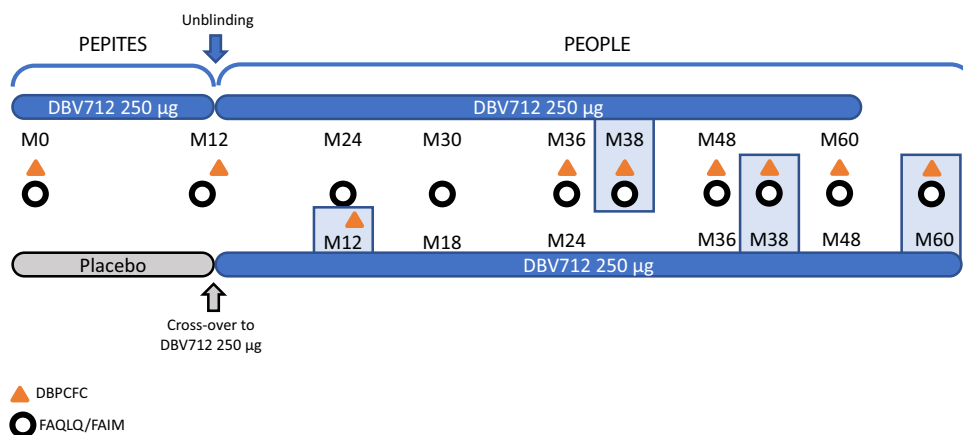 Unblinding
PEPITES PEOPLE
DBV712 250 µg DBV712 250 µg
M0 M12 M24 M30 M36 M38 M48 M60
M12 M18 M24 M36 M38 M48 M60
Placebo DBV712 250 µg
Cross-over to
DBV712 250 µg
DBPCFC
FAQLQ/FAIM